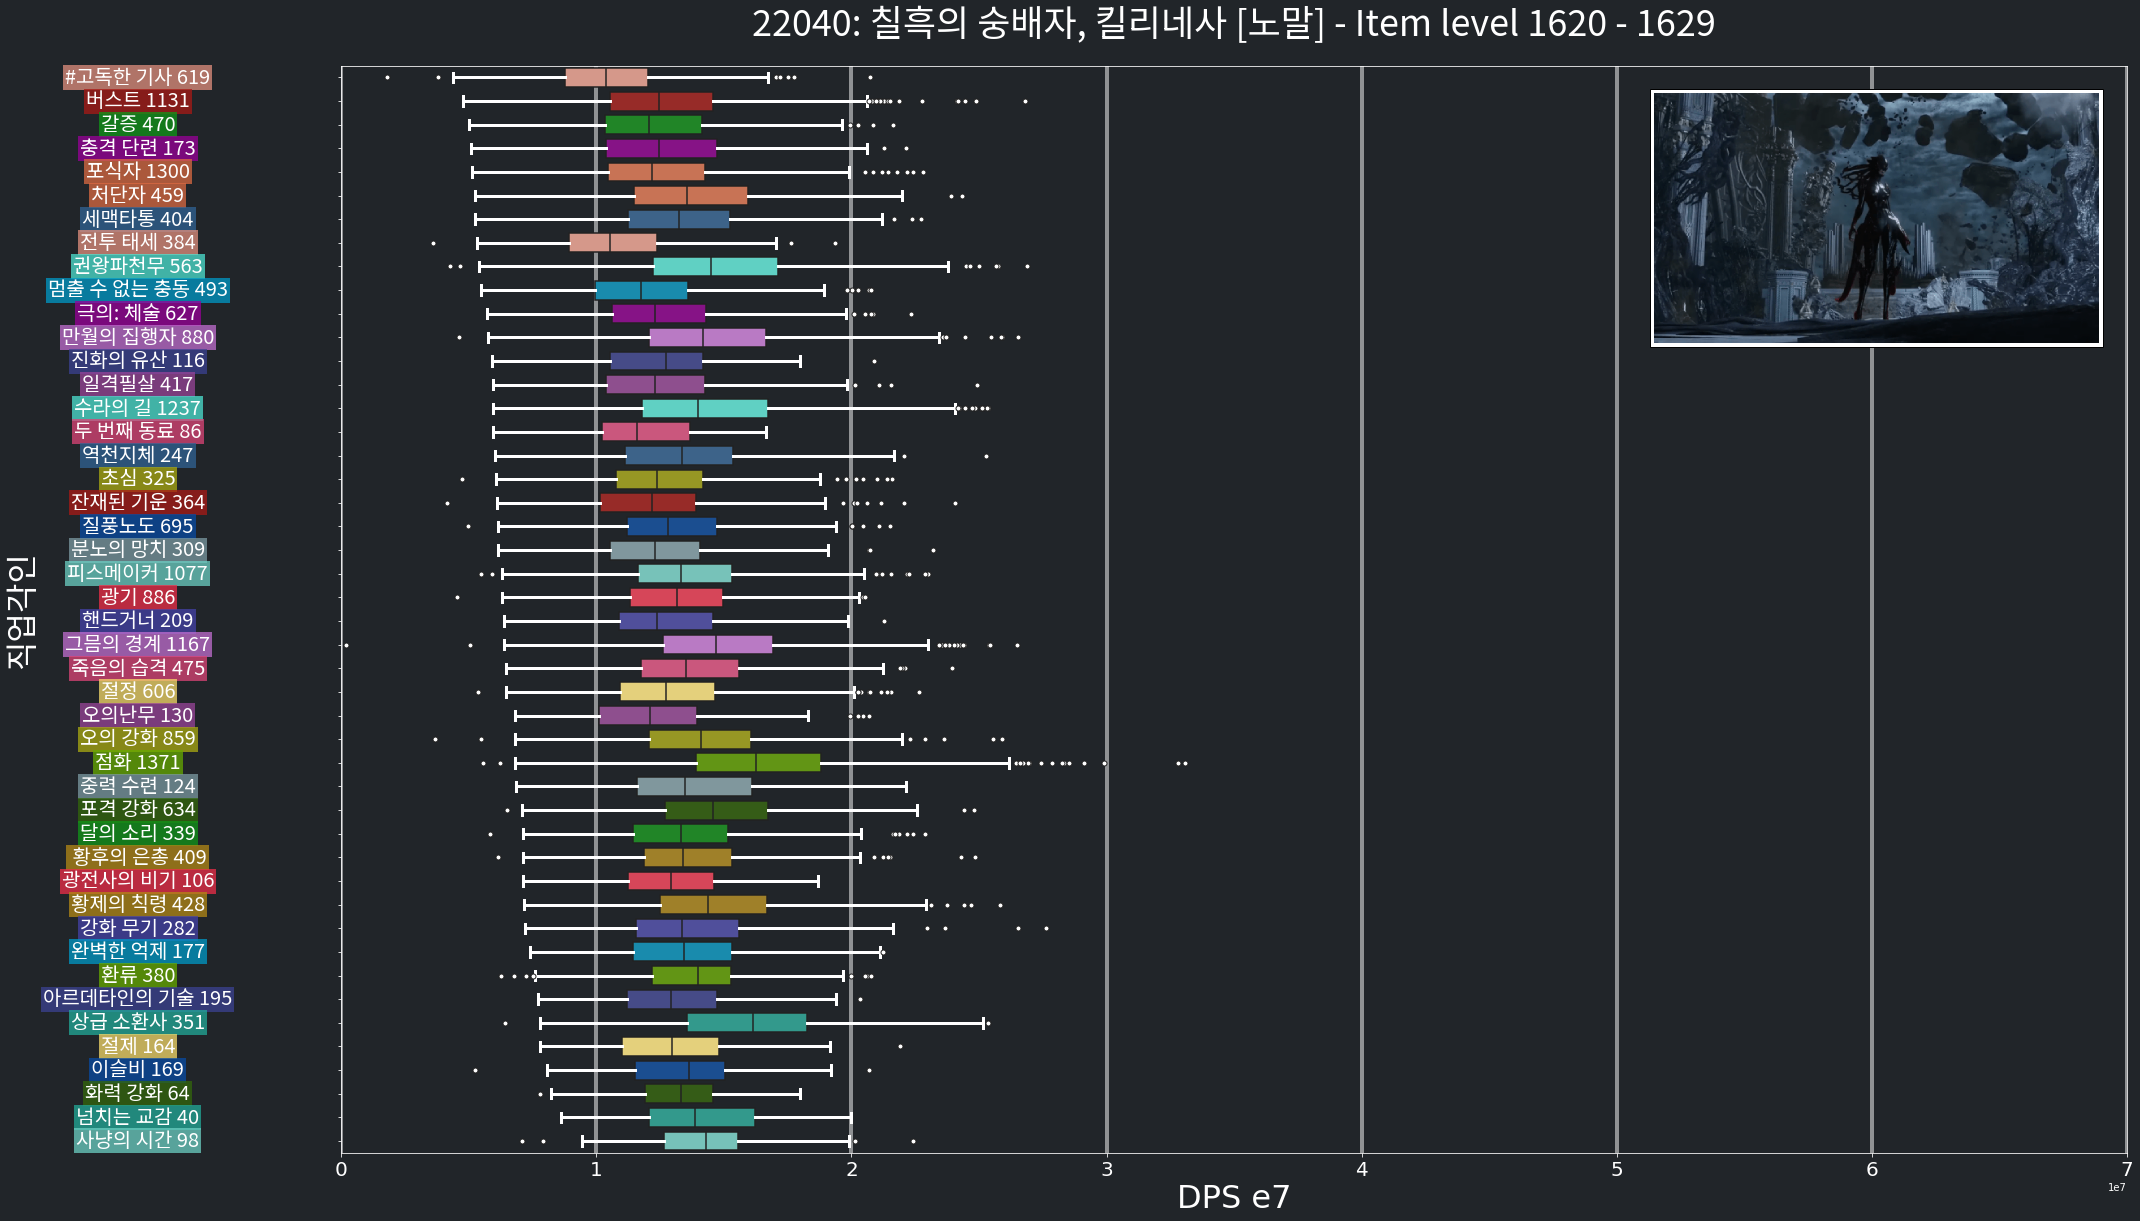 22040: 칠흑의 숭배자, 킬리네사 [노말] - Item level 1620 - 1629
#고독한 기사 619
버스트 1131
갈증 470
충격 단련 173
포식자 1300
처단자 459
세맥타통 404
전투 태세 384
권왕파천무 563
멈출 수 없는 충동 493
극의: 체술 627
만월의 집행자 880
진화의 유산 116
일격필살 417
수라의 길 1237
두 번째 동료 86
역천지체 247
초심 325
잔재된 기운 364
질풍노도 695
분노의 망치 309
피스메이커 1077
광기 886
핸드거너 209
그믐의 경계 1167
죽음의 습격 475
절정 606
오의난무 130
오의 강화 859
점화 1371
중력 수련 124
포격 강화 634
달의 소리 339
황후의 은총 409
광전사의 비기 106
황제의 칙령 428
강화 무기 282
완벽한 억제 177
환류 380
아르데타인의 기술 195
상급 소환사 351
절제 164
이슬비 169
화력 강화 64
넘치는 교감 40
사냥의 시간 98
직업각인
0 1 2 3 4 5 6 7
DPS e7
1e7